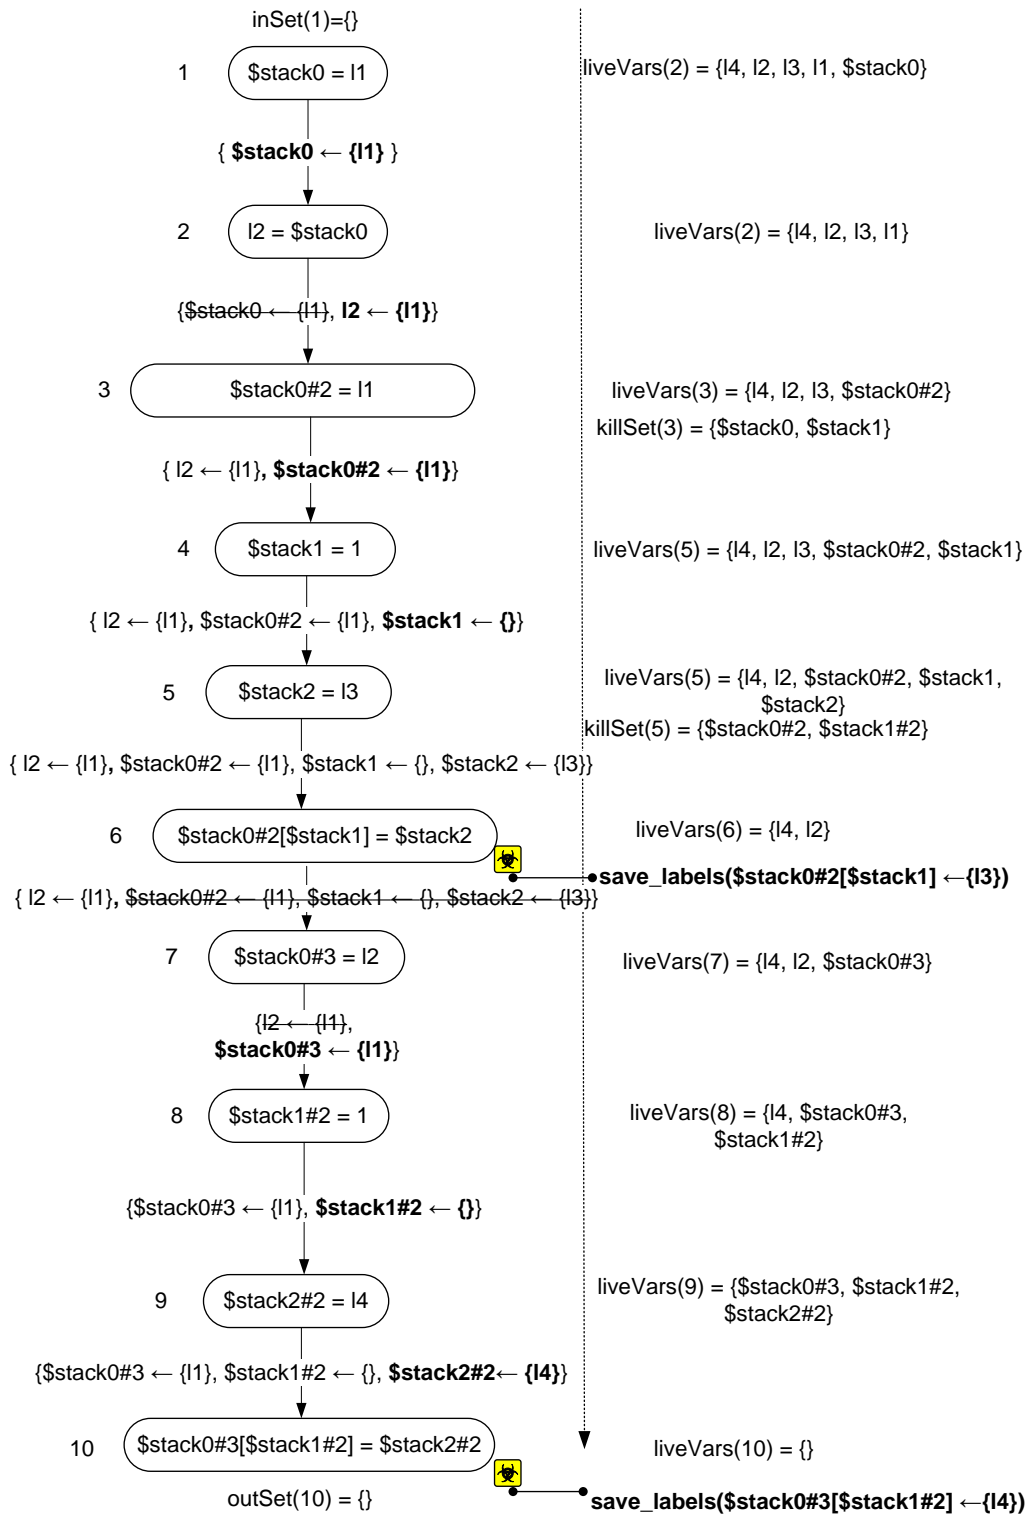 inSet(1)={}
1 $stack0 = l1 liveVars(2) = {l4, l2, l3, l1, $stack0}
{ $stack0 ← {l1} }
2 l2 = $stack0 liveVars(2) = {l4, l2, l3, l1}
{$stack0 ← {l1}, l2 ← {l1}}
3 $stack0#2 = l1 liveVars(3) = {l4, l2, l3, $stack0#2}
killSet(3) = {$stack0, $stack1}
{ l2 ← {l1}, $stack0#2 ← {l1}}
4 $stack1 = 1 liveVars(5) = {l4, l2, l3, $stack0#2, $stack1}
{ l2 ← {l1}, $stack0#2 ← {l1}, $stack1 ← {}}
5 $stack2 = l3 liveVars(5) = {l4, l2, $stack0#2, $stack1,
$stack2}
killSet(5) = {$stack0#2, $stack1#2}
{ l2 ← {l1}, $stack0#2 ← {l1}, $stack1 ← {}, $stack2 ← {l3}}
6 $stack0#2[$stack1] = $stack2 liveVars(6) = {l4, l2}
save_labels($stack0#2[$stack1] ←{l3})
{ l2 ← {l1}, $stack0#2 ← {l1}, $stack1 ← {}, $stack2 ← {l3}}
7 $stack0#3 = l2 liveVars(7) = {l4, l2, $stack0#3}
{l2 ← {l1},
$stack0#3 ← {l1}}
8 $stack1#2 = 1 liveVars(8) = {l4, $stack0#3,
$stack1#2}
{$stack0#3 ← {l1}, $stack1#2 ← {}}
9 $stack2#2 = l4 liveVars(9) = {$stack0#3, $stack1#2,
$stack2#2}
{$stack0#3 ← {l1}, $stack1#2 ← {}, $stack2#2← {l4}}
10 $stack0#3[$stack1#2] = $stack2#2 liveVars(10) = {}
outSet(10) = {}
save_labels($stack0#3[$stack1#2] ←{l4})